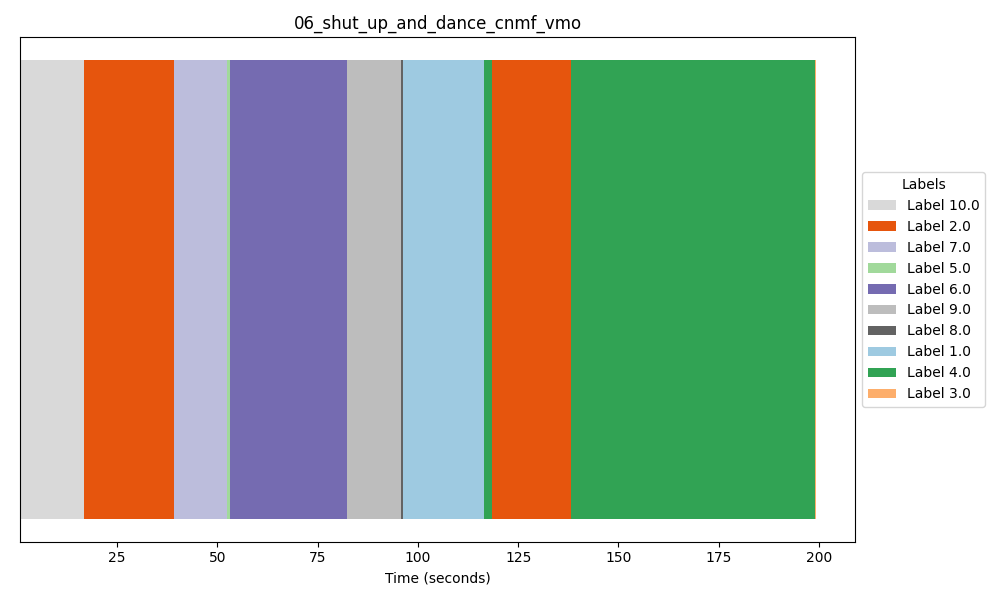 06_shut_up_and_dance_cnmf_vmo
Labels
Label 10.0
Label 2.0
Label 7.0
Label 5.0
Label 6.0
Label 9.0
Label 8.0
Label 1.0
Label 4.0
Label 3.0
25 50 75 100 125 150 175 200
Time (seconds)